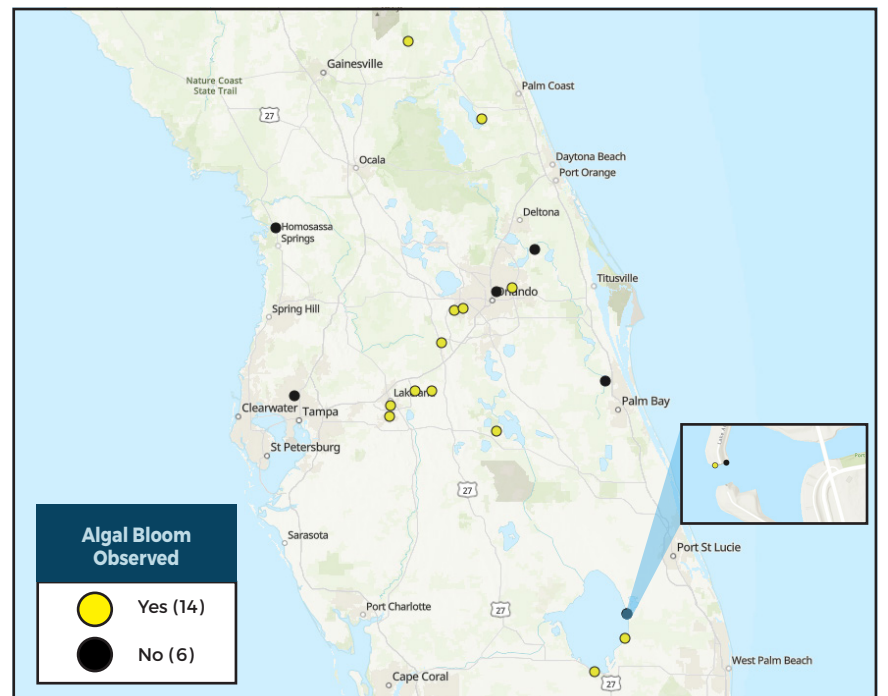 Gainesville
Nature Coast
State Trail
Palm Coast
27
Ocala
Daytona Beach
Port Orange
Deltona
Homosassa
Springs
Titusville
Orlando
Spring Hill
Lakeland
Clearwater
Tampa
Palm Bay
St Petersburg
27
Sarasota
Port St Lucie
Port Charlotte
27
West Palm Beach
27
Cape Coral
Algal Bloom
Observed
Yes (14)
No (6)